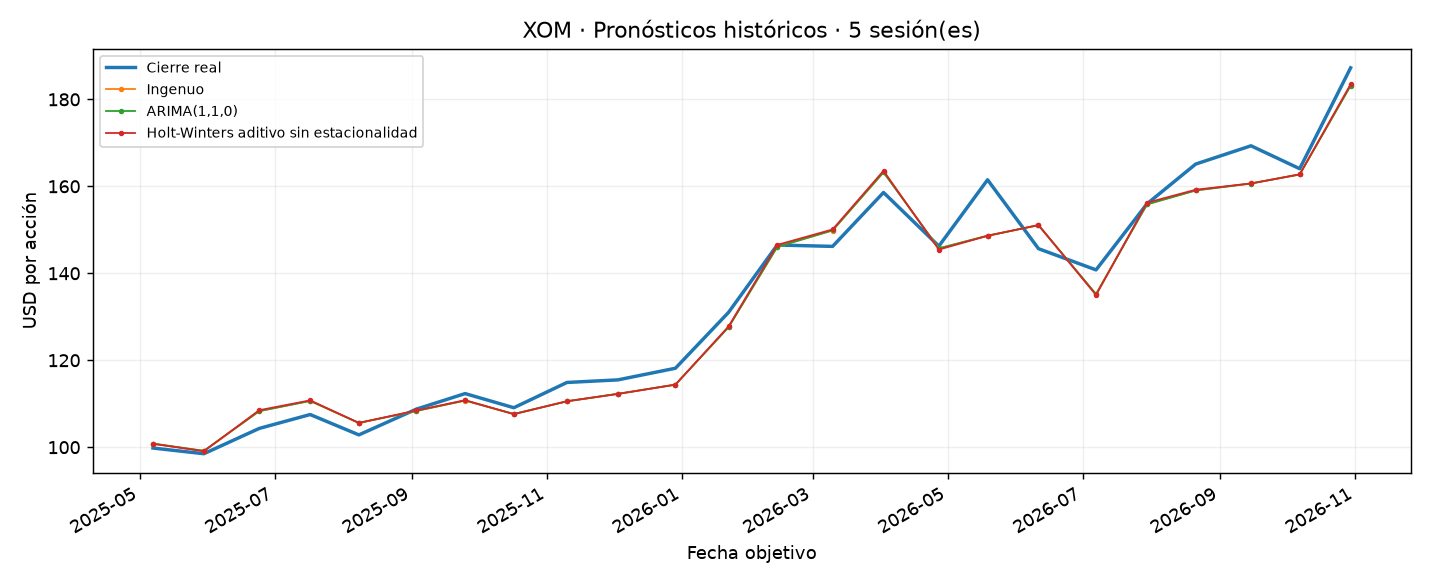 XOM · Pronósticos históricos · 5 sesión(es)
Cierre real
Ingenuo
ARIMA(1,1,0)
Holt-Winters aditivo sin estacionalidad
USD por acción
180
160
140
120
100
2025-05
2025-07
2025-09
2025-11
2026-01
2026-03
2026-05
2026-07
2026-09
2026-11
Fecha objetivo